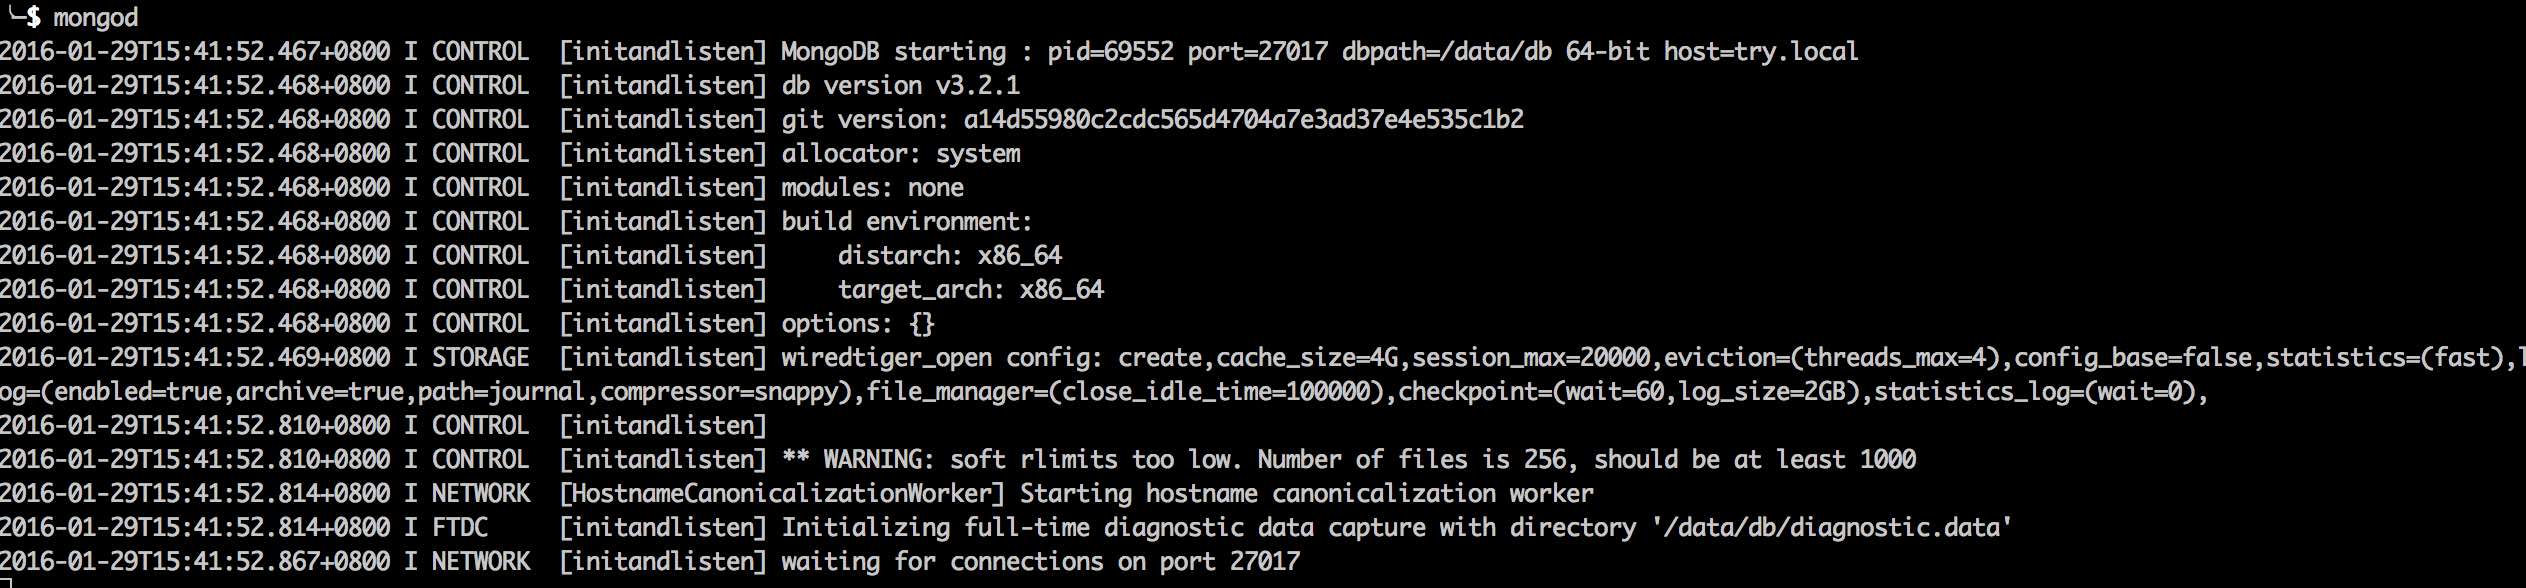 ╰─$ mongod
2016-01-29T15:41:52.467+0800 I CONTROL  [initandlisten] MongoDB starting : pid=69552 port=27017 dbpath=/data/db 64-bit host=try.local
2016-01-29T15:41:52.468+0800 I CONTROL  [initandlisten] db version v3.2.1
2016-01-29T15:41:52.468+0800 I CONTROL  [initandlisten] git version: a14d55980c2cdc565d4704a7e3ad37e4e535c1b2
2016-01-29T15:41:52.468+0800 I CONTROL  [initandlisten] allocator: system
2016-01-29T15:41:52.468+0800 I CONTROL  [initandlisten] modules: none
2016-01-29T15:41:52.468+0800 I CONTROL  [initandlisten] build environment:
2016-01-29T15:41:52.468+0800 I CONTROL  [initandlisten]     distarch: x86_64
2016-01-29T15:41:52.468+0800 I CONTROL  [initandlisten]     target_arch: x86_64
2016-01-29T15:41:52.468+0800 I CONTROL  [initandlisten] options: {}
2016-01-29T15:41:52.469+0800 I STORAGE  [initandlisten] wiredtiger_open config: create,cache_size=4G,session_max=20000,eviction=(threads_max=4),config_base=false,statistics=(fast),l
og=(enabled=true,archive=true,path=journal,compressor=snappy),file_manager=(close_idle_time=100000),checkpoint=(wait=60,log_size=2GB),statistics_log=(wait=0),
2016-01-29T15:41:52.810+0800 I CONTROL  [initandlisten]
2016-01-29T15:41:52.810+0800 I CONTROL  [initandlisten] ** WARNING: soft rlimits too low. Number of files is 256, should be at least 1000
2016-01-29T15:41:52.814+0800 I NETWORK  [HostnameCanonicalizationWorker] Starting hostname canonicalization worker
2016-01-29T15:41:52.814+0800 I FTDC     [initandlisten] Initializing full-time diagnostic data capture with directory '/data/db/diagnostic.data'
2016-01-29T15:41:52.867+0800 I NETWORK  [initandlisten] waiting for connections on port 27017